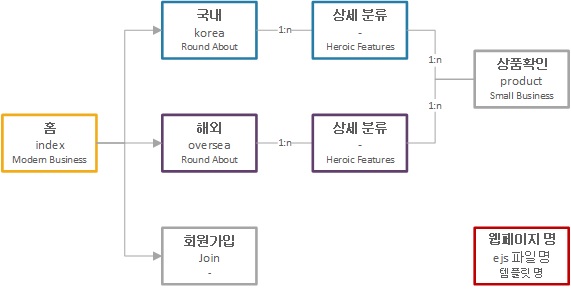 국내
korea
Round About
1:n
상세 분류
-
Heroic Features
1:n
상품확인
product
Small Business
1:n
홈
index
Modern Business
해외
oversea
Round About
1:n
상세 분류
-
Heroic Features
회원가입
Join
-
웹페이지 명
ejs 파일명
템플릿 명